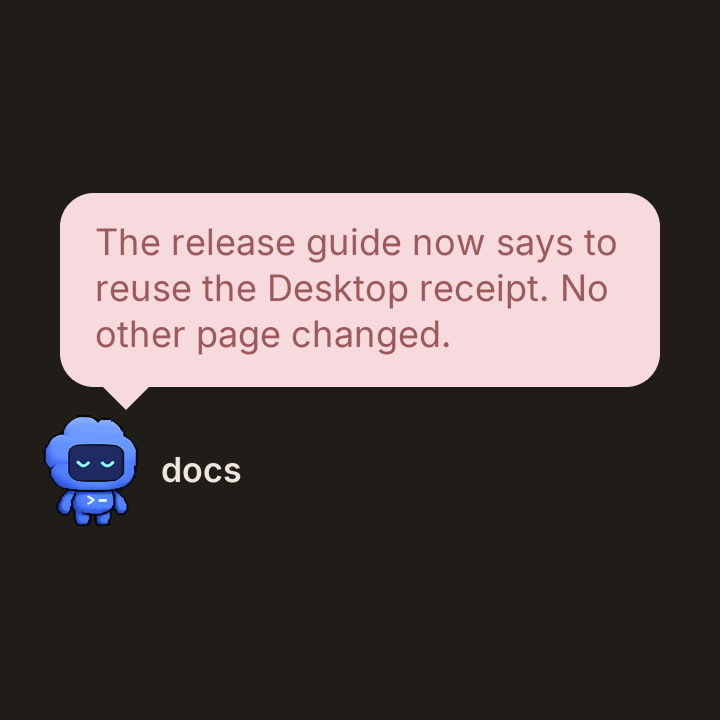 The release guide now says to
reuse the Desktop receipt. No
other page changed.
>-
docs